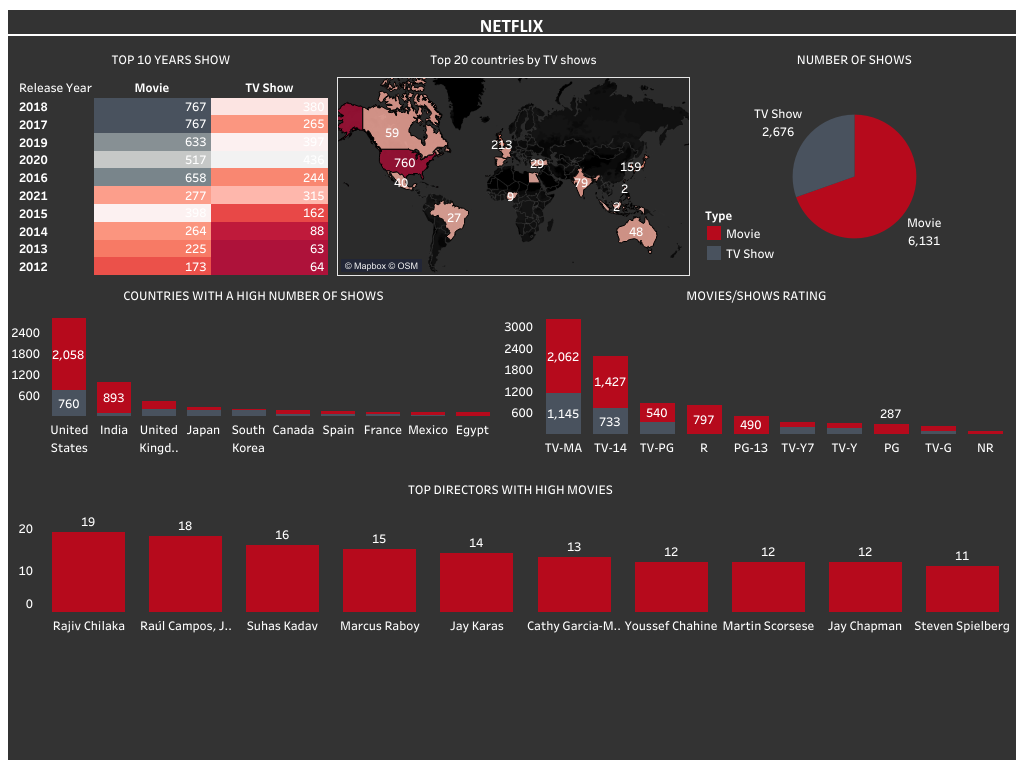 NETFLIX
TOP 10 YEARS SHOW
Release Year Movie TV Show
2018 767 380
2017 767 265
2019 633 397
2020 517 436
2016 658 244
2021 277 315
2015 398 162
2014 264 88
2013 225 63
2012 173 64
Top 20 countries by TV shows
59
213
760
29
159
40
79
9
2
27
2
48
© Mapbox © OSM
NUMBER OF SHOWS
TV Show
2,676
Movie
6,131
Type
Movie
TV Show
COUNTRIES WITH A HIGH NUMBER OF SHOWS
2400
1800
1200
600
2,058
760
893
United States India United Kingd.. Japan South Korea Canada Spain France Mexico Egypt
MOVIES/SHOWS RATING
3000
2400
1800
1200
600
2,062
1,145
1,427
733
540
797
490
287
TV-MA TV-14 TV-PG R PG-13 TV-Y7 TV-Y PG TV-G NR
TOP DIRECTORS WITH HIGH MOVIES
20
10
0
19 18 16 15 14 13 12 12 12 11
Rajiv Chilaka Raúl Campos, J.. Suhas Kadav Marcus Raboy Jay Karas Cathy Garcia-M.. Youssef Chahine Martin Scorsese Jay Chapman Steven Spielberg